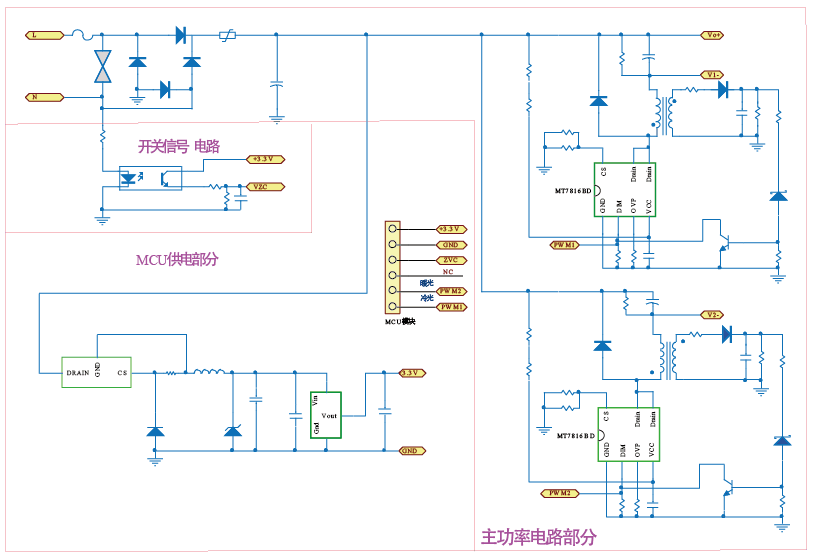 L
Vo+
V1-
N
开关信号 电路
+3.3V
VZC
CS
Drain
Drain
MT7816BD
GND
DIM
OVP
VCC
PWM1
MCU供电部分
+3.3V
GND
ZVC
NC
暖光
PWM2
冷光
PWM1
MCU模块
V2-
DRAIN
GND
CS
3.3V
Vin
Vout
Gnd
GND
CS
Drain
Drain
MT7816BD
GND
DIM
OVP
VCC
PWM2
主功率电路部分